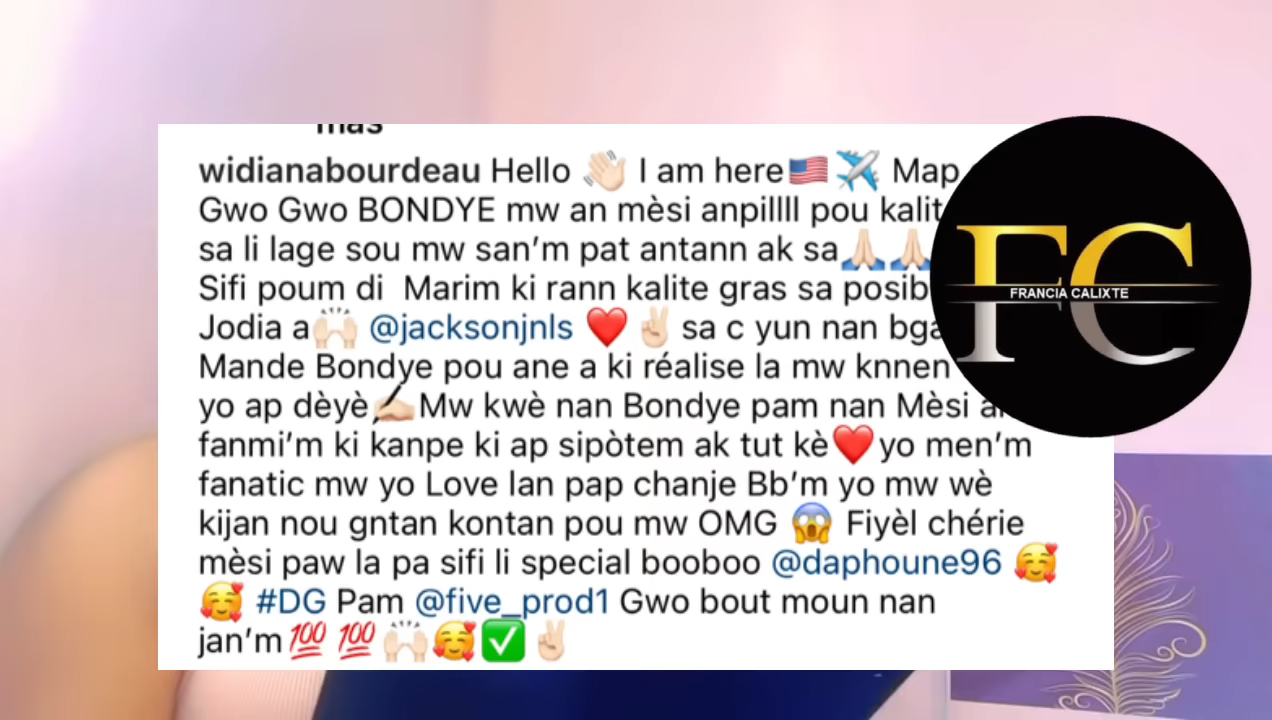 mas
widianabourdeau Hello 👋🏻 I am here🇺🇸✈️ Map
Gwo Gwo BONDYE mw an mèsi anpillll pou
sa li lage sou mw san’m pat antann ak sa🙏🏻🙏🏻
Sifi poum di Marim ki rann kalite gras sa
Jodia a🙌🏻 @jacksonjnls ❤️✌🏻 sa c yun nan
Mande Bondye pou ane a ki réalise la mw knnen
yo ap dèyè✍🏻Mw kwè nan Bondye pam nan Mèsi
fanmi’m ki kanpe ki ap sipòtem ak tut kè❤️yo men’m
fanatic mw yo Love lan pap chanje Bb’m yo mw wè
kijan nou gntan kontan pou mw OMG 😱 Fiyèl chérie
mèsi paw la pa sifi li special booboo @daphoune96 🥰
🥰 #DG Pam @five_prod1 Gwo bout moun nan
jan’m💯💯🙌🏻🥰✅✌🏻
FC
FRANCIA CALIXTE